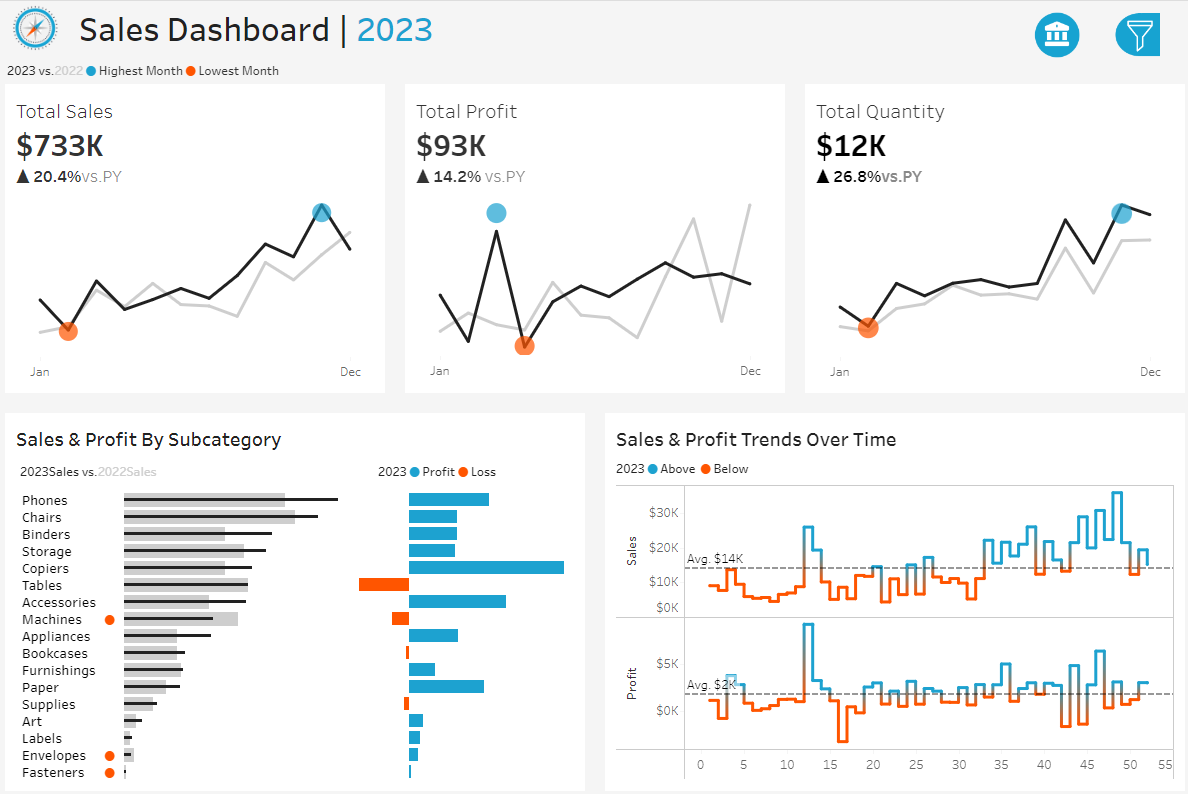 Sales Dashboard | 2023
2023 vs.2022 Highest Month Lowest Month
Total Sales
$733K
▲ 20.4%vs.PY
Jan Dec
Total Profit
$93K
▲ 14.2% vs.PY
Jan Dec
Total Quantity
$12K
▲ 26.8%vs.PY
Jan Dec
Sales & Profit By Subcategory
2023Sales vs.2022Sales
2023 Profit Loss
Phones
Chairs
Binders
Storage
Copiers
Tables
Accessories
Machines
Appliances
Bookcases
Furnishings
Paper
Supplies
Art
Labels
Envelopes
Fasteners
Sales & Profit Trends Over Time
2023 Above Below
Sales
$30K
$20K
Avg. $14K
$10K
$0K
Profit
$5K
Avg. $2K
$0K
0 5 10 15 20 25 30 35 40 45 50 55